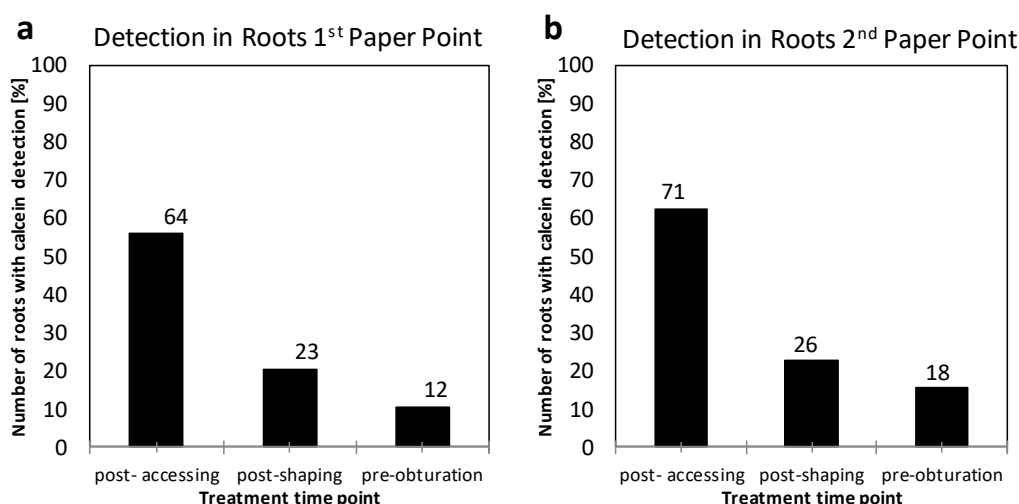 a
Detection in Roots 1st Paper Point
Number of roots with calcein detection [%]
100
90
80
70
60
50
40
30
20
10
0
64
23
12
post- accessing
post-shaping
pre-obturation
Treatment time point
b
Detection in Roots 2nd Paper Point
Number of roots with calcein detection [%]
100
90
80
70
60
50
40
30
20
10
0
71
26
18
post- accessing
post-shaping
pre-obturation
Treatment time point